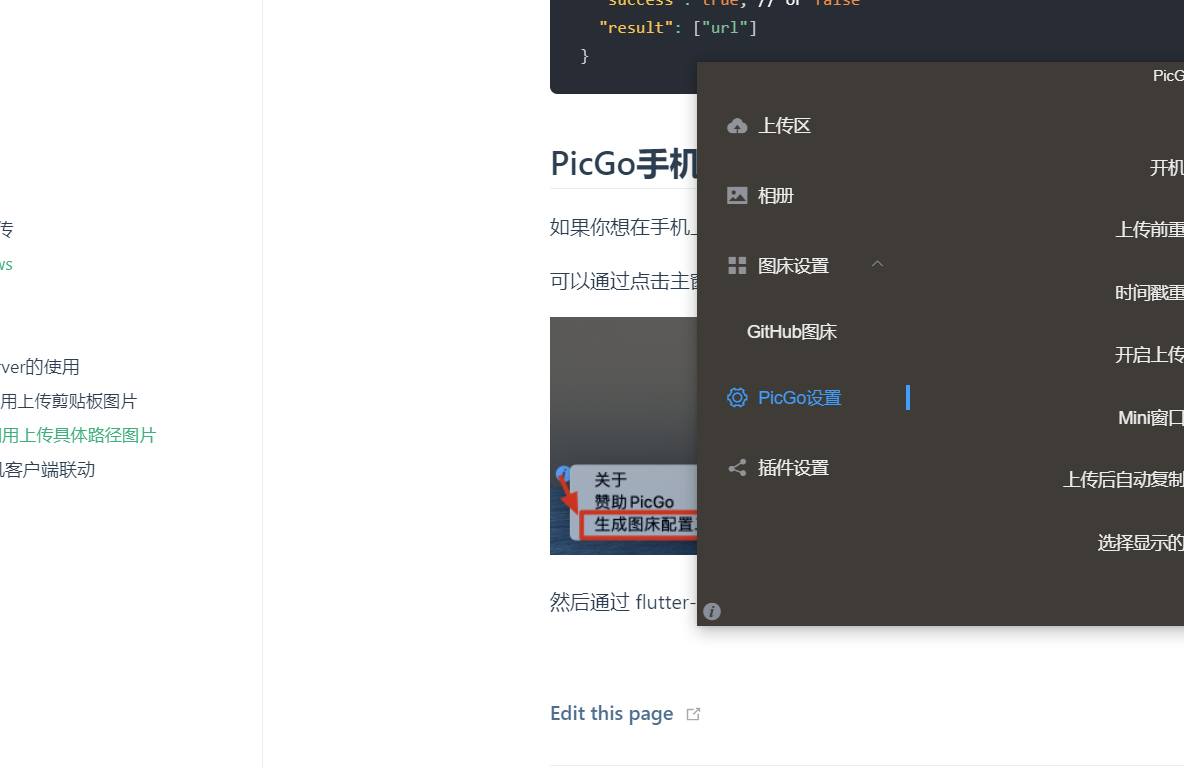 "success": true, // or false
"result": ["url"]
}
PicGo手机
如果你想在手机
可以通过点击主窗
关于
赞助 PicGo
生成图床配置
然后通过 flutter-
Edit this page
传
ws
rver的使用
用上传剪贴板图片
用上传具体路径图片
机客户端联动
PicG
上传区
相册
图床设置
GitHub图床
PicGo设置
插件设置
开机
上传前重
时间戳重
开启上传
Mini窗口
上传后自动复制
选择显示的